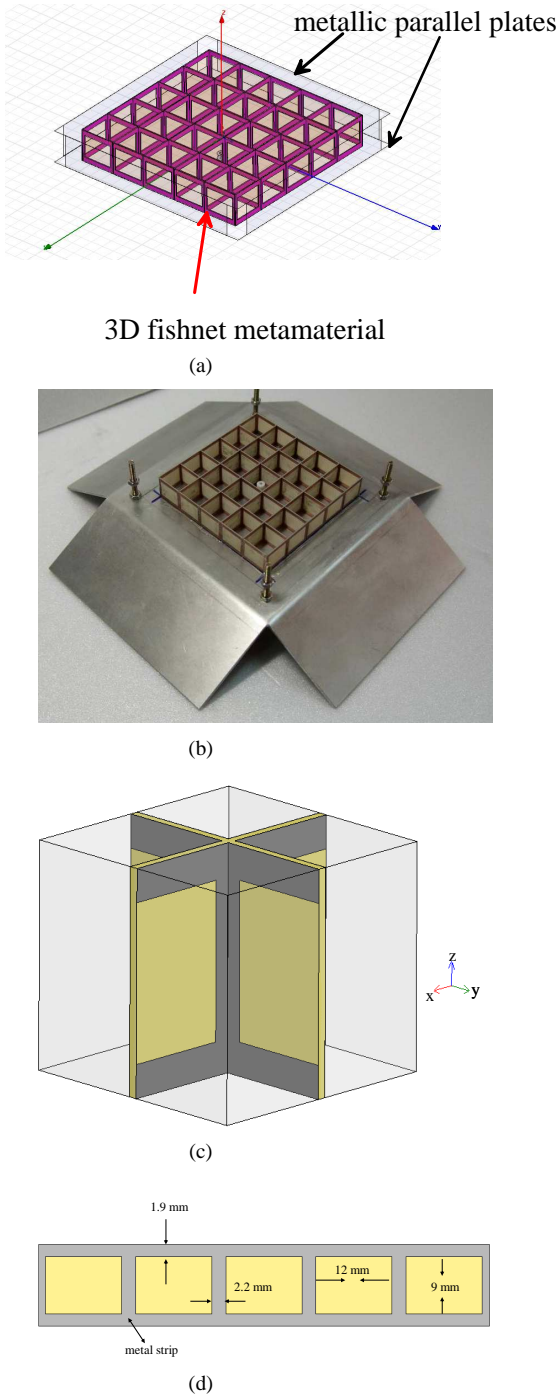 metallic parallel plates
z
3D fishnet metamaterial
(a)
(b)
z
x
y
(c)
1.9 mm
12 mm
2.2 mm
9 mm
metal strip
(d)